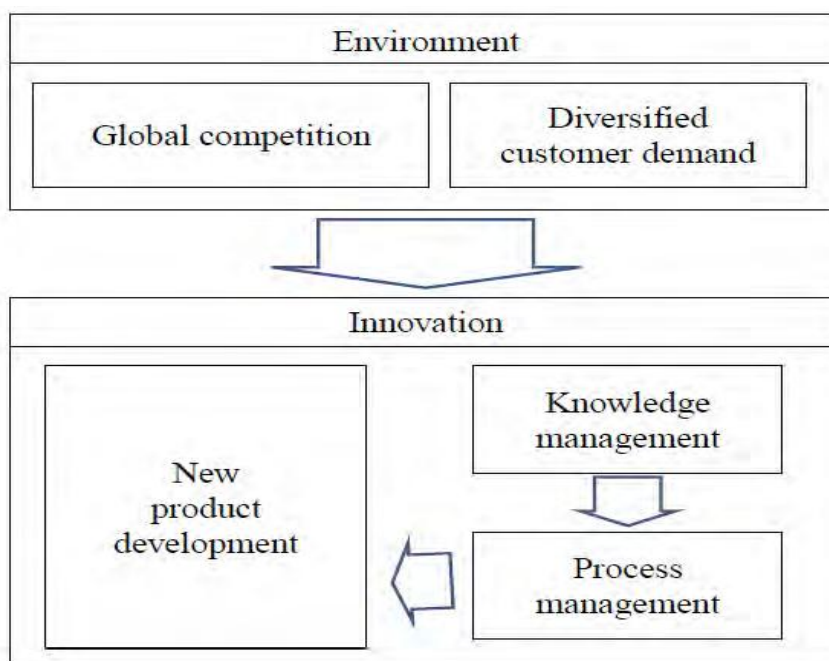 Environment
Global competition
Diversified
customer demand
Innovation
New
product
development
Knowledge
management
Process
management